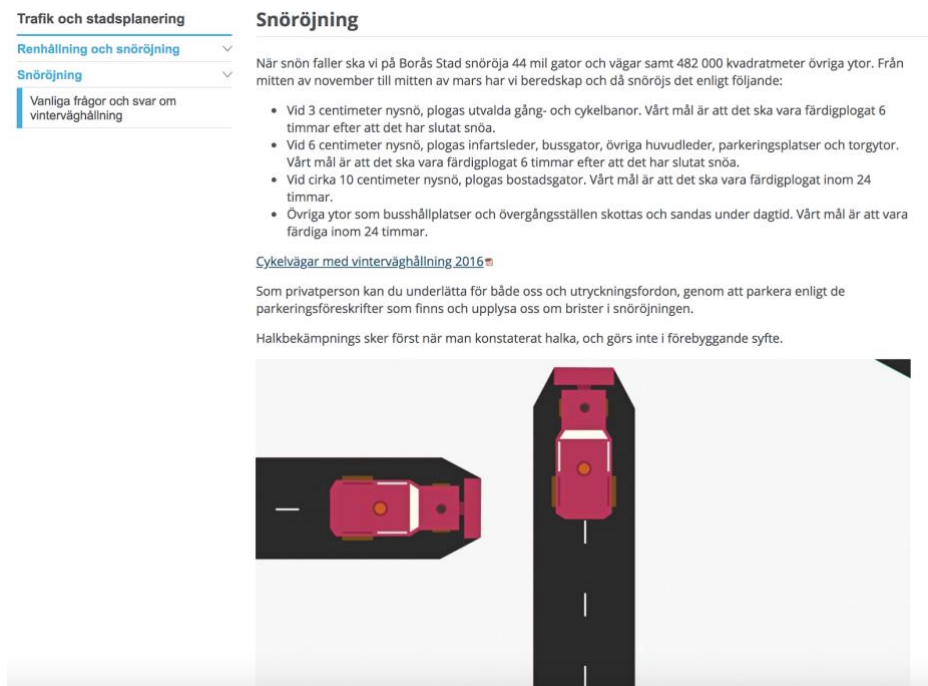 Trafik och stadsplanering
Renhållning och snöröjning
Snöröjning
Vanliga frågor och svar om
vinterväghållning
Snöröjning
När snön faller ska vi på Borås Stad snöröja 44 mil gator och vägar samt 482 000 kvadratmeter övriga ytor. Från
mitten av november till mitten av mars har vi beredskap och då snöröjs det enligt följande:
• Vid 3 centimeter nysnö, plogas utvalda gång- och cykelbanor. Vårt mål är att det ska vara färdigplogat 6
timmar efter att det har slutat snöa.
• Vid 6 centimeter nysnö, plogas infartsleder, bussgator, övriga huvudleder, parkeringsplatser och torgytor.
Vårt mål är att det ska vara färdigplogat 6 timmar efter att det har slutat snöa.
• Vid cirka 10 centimeter nysnö, plogas bostadsgator. Vårt mål är att det ska vara färdigplogat inom 24
timmar.
• Övriga ytor som busshållplatser och övergångsställen skottas och sandas under dagtid. Vårt mål är att vara
färdiga inom 24 timmar.
Cykelvägar med vinterväghållning 2016
Som privatperson kan du underlätta för både oss och utryckningsfordon, genom att parkera enligt de
parkeringsföreskrifter som finns och upplysa oss om brister i snöröjningen.
Halkbekämpnings sker först när man konstaterat halka, och görs inte i förebyggande syfte.